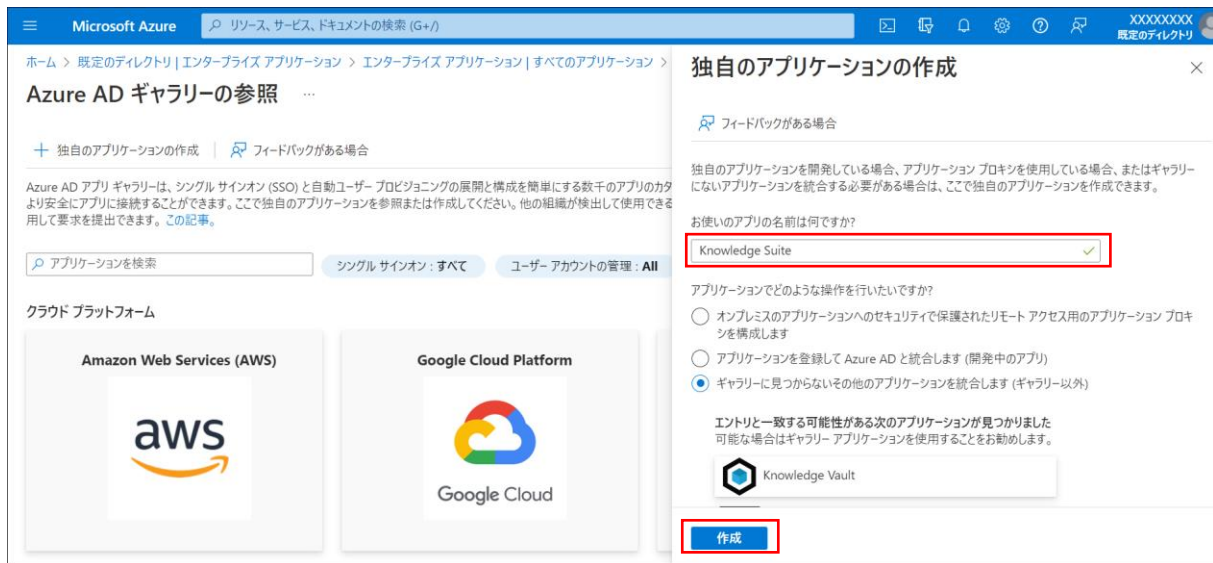 Microsoft Azure
リソース、サービス、ドキュメントの検索 (G+/)
XXXXXXXX
既定のディレクトリ
ホーム > 既定のディレクトリ | エンタープライズ アプリケーション > エンタープライズ アプリケーション | すべてのアプリケーション >
Azure AD ギャラリーの参照 ...
+ 独自のアプリケーションの作成 | フィードバックがある場合
Azure AD アプリ ギャラリーは、シングル サインオン (SSO) と自動ユーザー プロビジョニングの展開と構成を簡単にする数千のアプリのカタ
より安全にアプリに接続することができます。ここで独自のアプリケーションを参照または作成してください。他の組織が検出して使用できる
用して要求を提出できます。この記事。
アプリケーションを検索
シングル サインオン : すべて
ユーザー アカウントの管理 : All
クラウド プラットフォーム
Amazon Web Services (AWS)
aws
Google Cloud Platform
Google Cloud
独自のアプリケーションの作成
フィードバックがある場合
独自のアプリケーションを開発している場合、アプリケーション プロキシを使用している場合、またはギャラリー
にないアプリケーションを統合する必要がある場合は、ここで独自のアプリケーションを作成できます。
お使いのアプリの名前は何ですか?
Knowledge Suite
アプリケーションでどのような操作を行いたいですか?
オンプレミスのアプリケーションへのセキュリティで保護されたリモート アクセス用のアプリケーション プロキ
シを構成します
アプリケーションを登録して Azure AD と統合します (開発中のアプリ)
ギャラリーに見つからないその他のアプリケーションを統合します (ギャラリー以外)
エントリと一致する可能性がある次のアプリケーションが見つかりました
可能な場合はギャラリー アプリケーションを使用することをお勧めします。
Knowledge Vault
作成